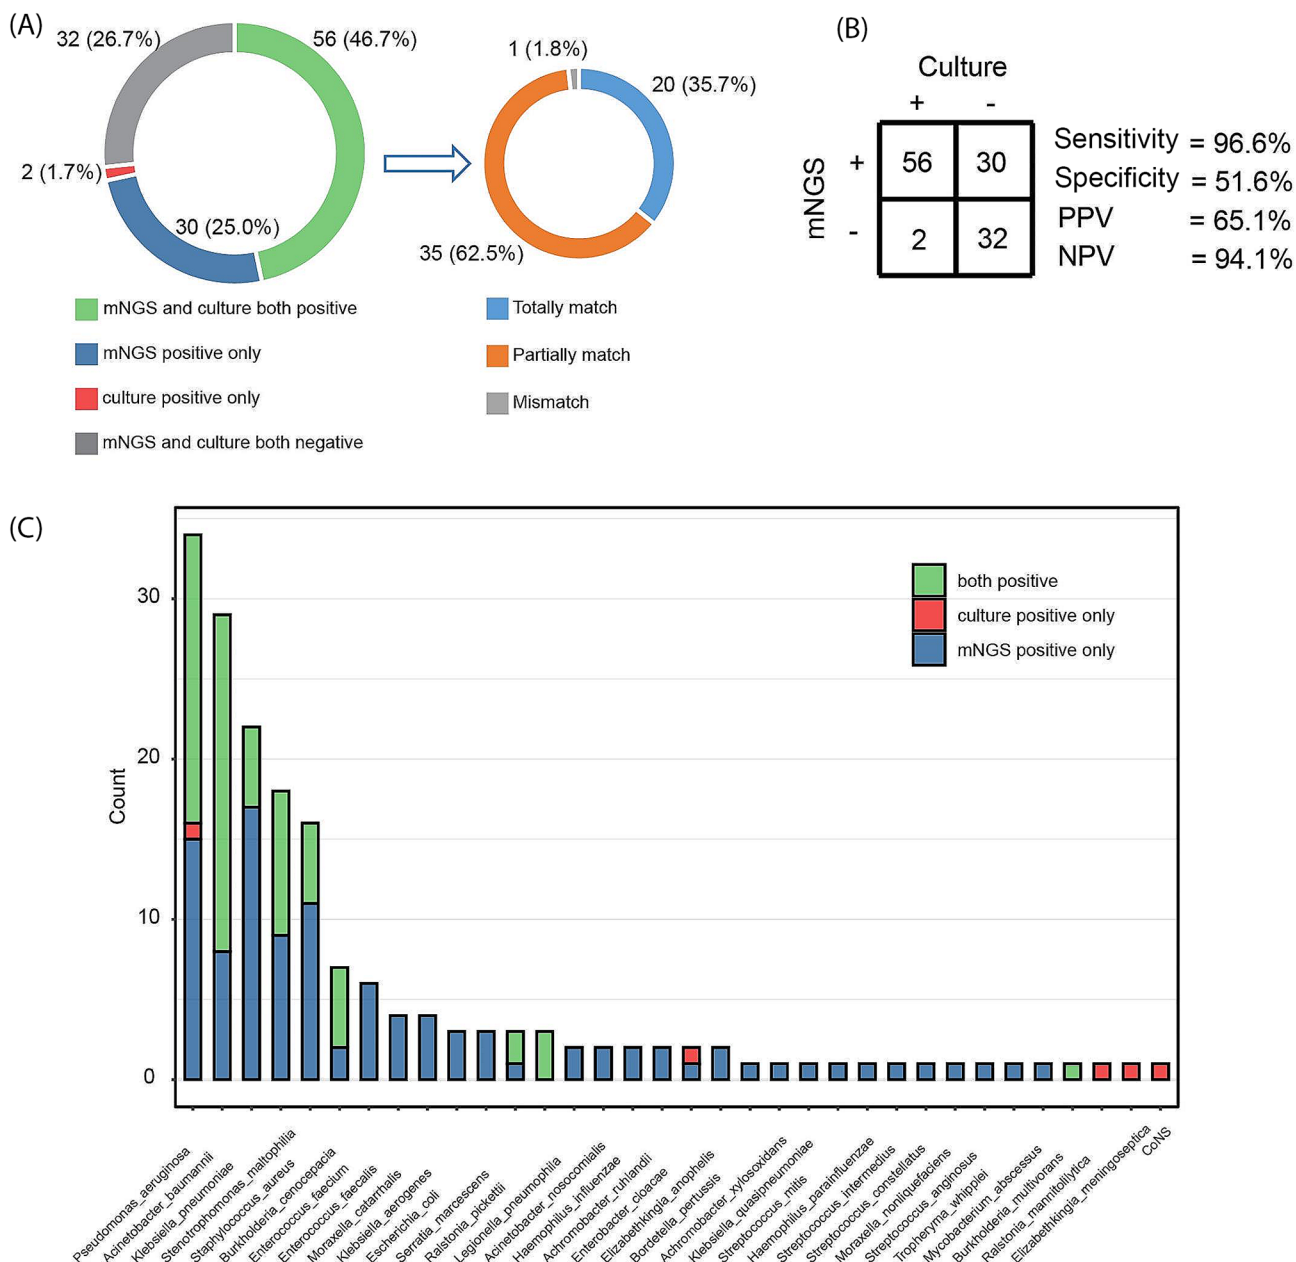 (A)
32 (26.7%)
56 (46.7%)
2 (1.7%)
30 (25.0%)
1 (1.8%)
20 (35.7%)
35 (62.5%)
mNGS and culture both positive
mNGS positive only
culture positive only
mNGS and culture both negative
Totally match
Partially match
Mismatch
(B)
Culture
+ -
mNGS
+ 56 30
- 2 32
Sensitivity = 96.6%
Specificity = 51.6%
PPV = 65.1%
NPV = 94.1%
(C)
Count
30
20
10
0
both positive
culture positive only
mNGS positive only
Pseudomonas_aeruginosa
Acinetobacter_baumannii
Klebsiella_pneumoniae
Stenotrophomonas_maltophilia
Staphylococcus_aureus
Burkholderia_cenocepacia
Enterococcus_faecium
Enterococcus_faecalis
Moraxella_catarrhalis
Klebsiella_aerogenes
Escherichia_coli
Serratia_marcescens
Ralstonia_pickettii
Legionella_pneumophila
Acinetobacter_nosocomialis
Haemophilus_influenzae
Achromobacter_ruhlandii
Enterobacter_cloacae
Elizabethkingia_anophelis
Bordetella_pertussis
Achromobacter_xylosoxidans
Klebsiella_quasipneumoniae
Streptococcus_mitis
Haemophilus_parainfluenzae
Streptococcus_intermedius
Streptococcus_constellatus
Moraxella_nonliquefaciens
Streptococcus_anginosus
Tropheryma_whipplei
Mycobacterium_abscessus
Burkholderia_multivorans
Ralstonia_mannitolilytica
Elizabethkingia_meningoseptica
CoNS